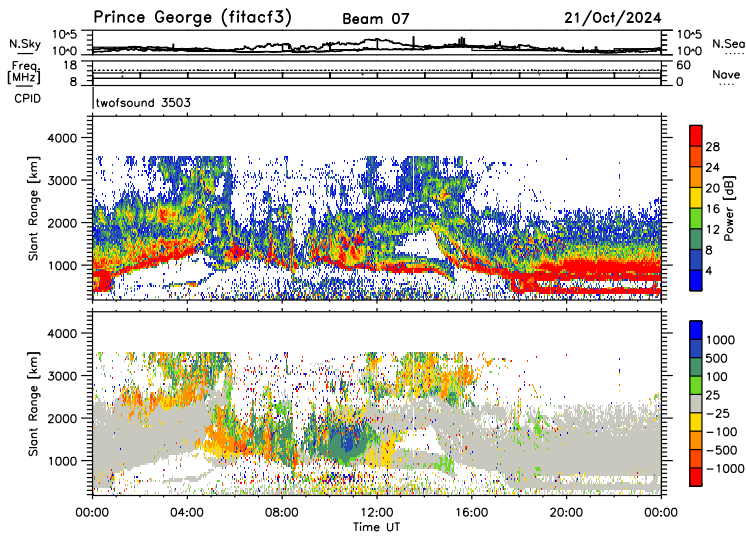 Prince George (fitacf3) Beam 07 21/Oct/2024
N.Sky 10+5 10+0 10+5 10+0 N.Sea
Freq. [MHz] 18 8 60 0 Nave
CPID twofsound 3503
Slant Range [km] 4000 3000 2000 1000
Power [dB] 28 24 20 16 12 8 4
Slant Range [km] 4000 3000 2000 1000
1000 500 100 25 −25 −100 −500 −1000
00:00 04:00 08:00 12:00 16:00 20:00 00:00
Time UT